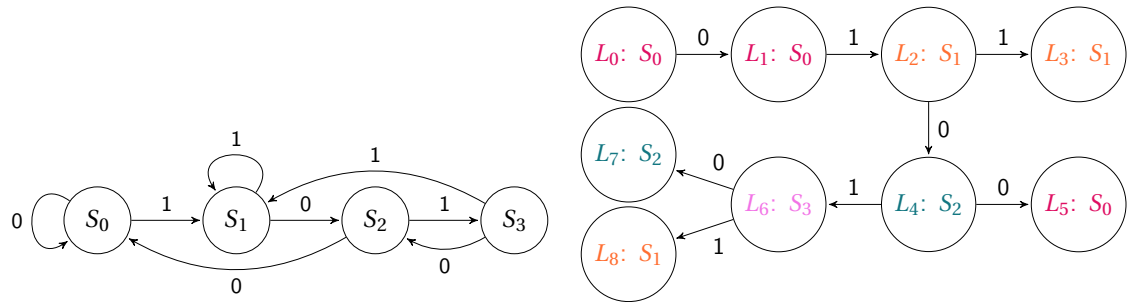 0
1
1
L₀: S₀
L₁: S₀
L₂: S₁
L₃: S₁
0
L₇: S₂
0
1
0
L₆: S₃
L₄: S₂
L₅: S₀
1
L₈: S₁
1
1
0
1
0
1
S₀
S₁
S₂
S₃
0
0